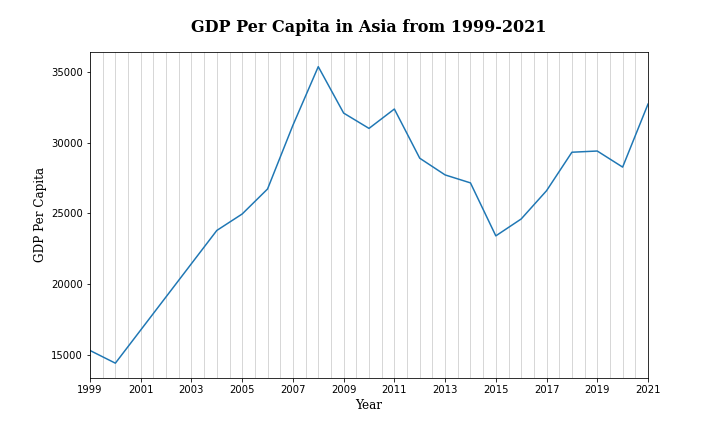 GDP Per Capita in Asia from 1999-2021
35000
30000
25000
20000
15000
GDP Per Capita
1999 2001 2003 2005 2007 2009 2011 2013 2015 2017 2019 2021
Year